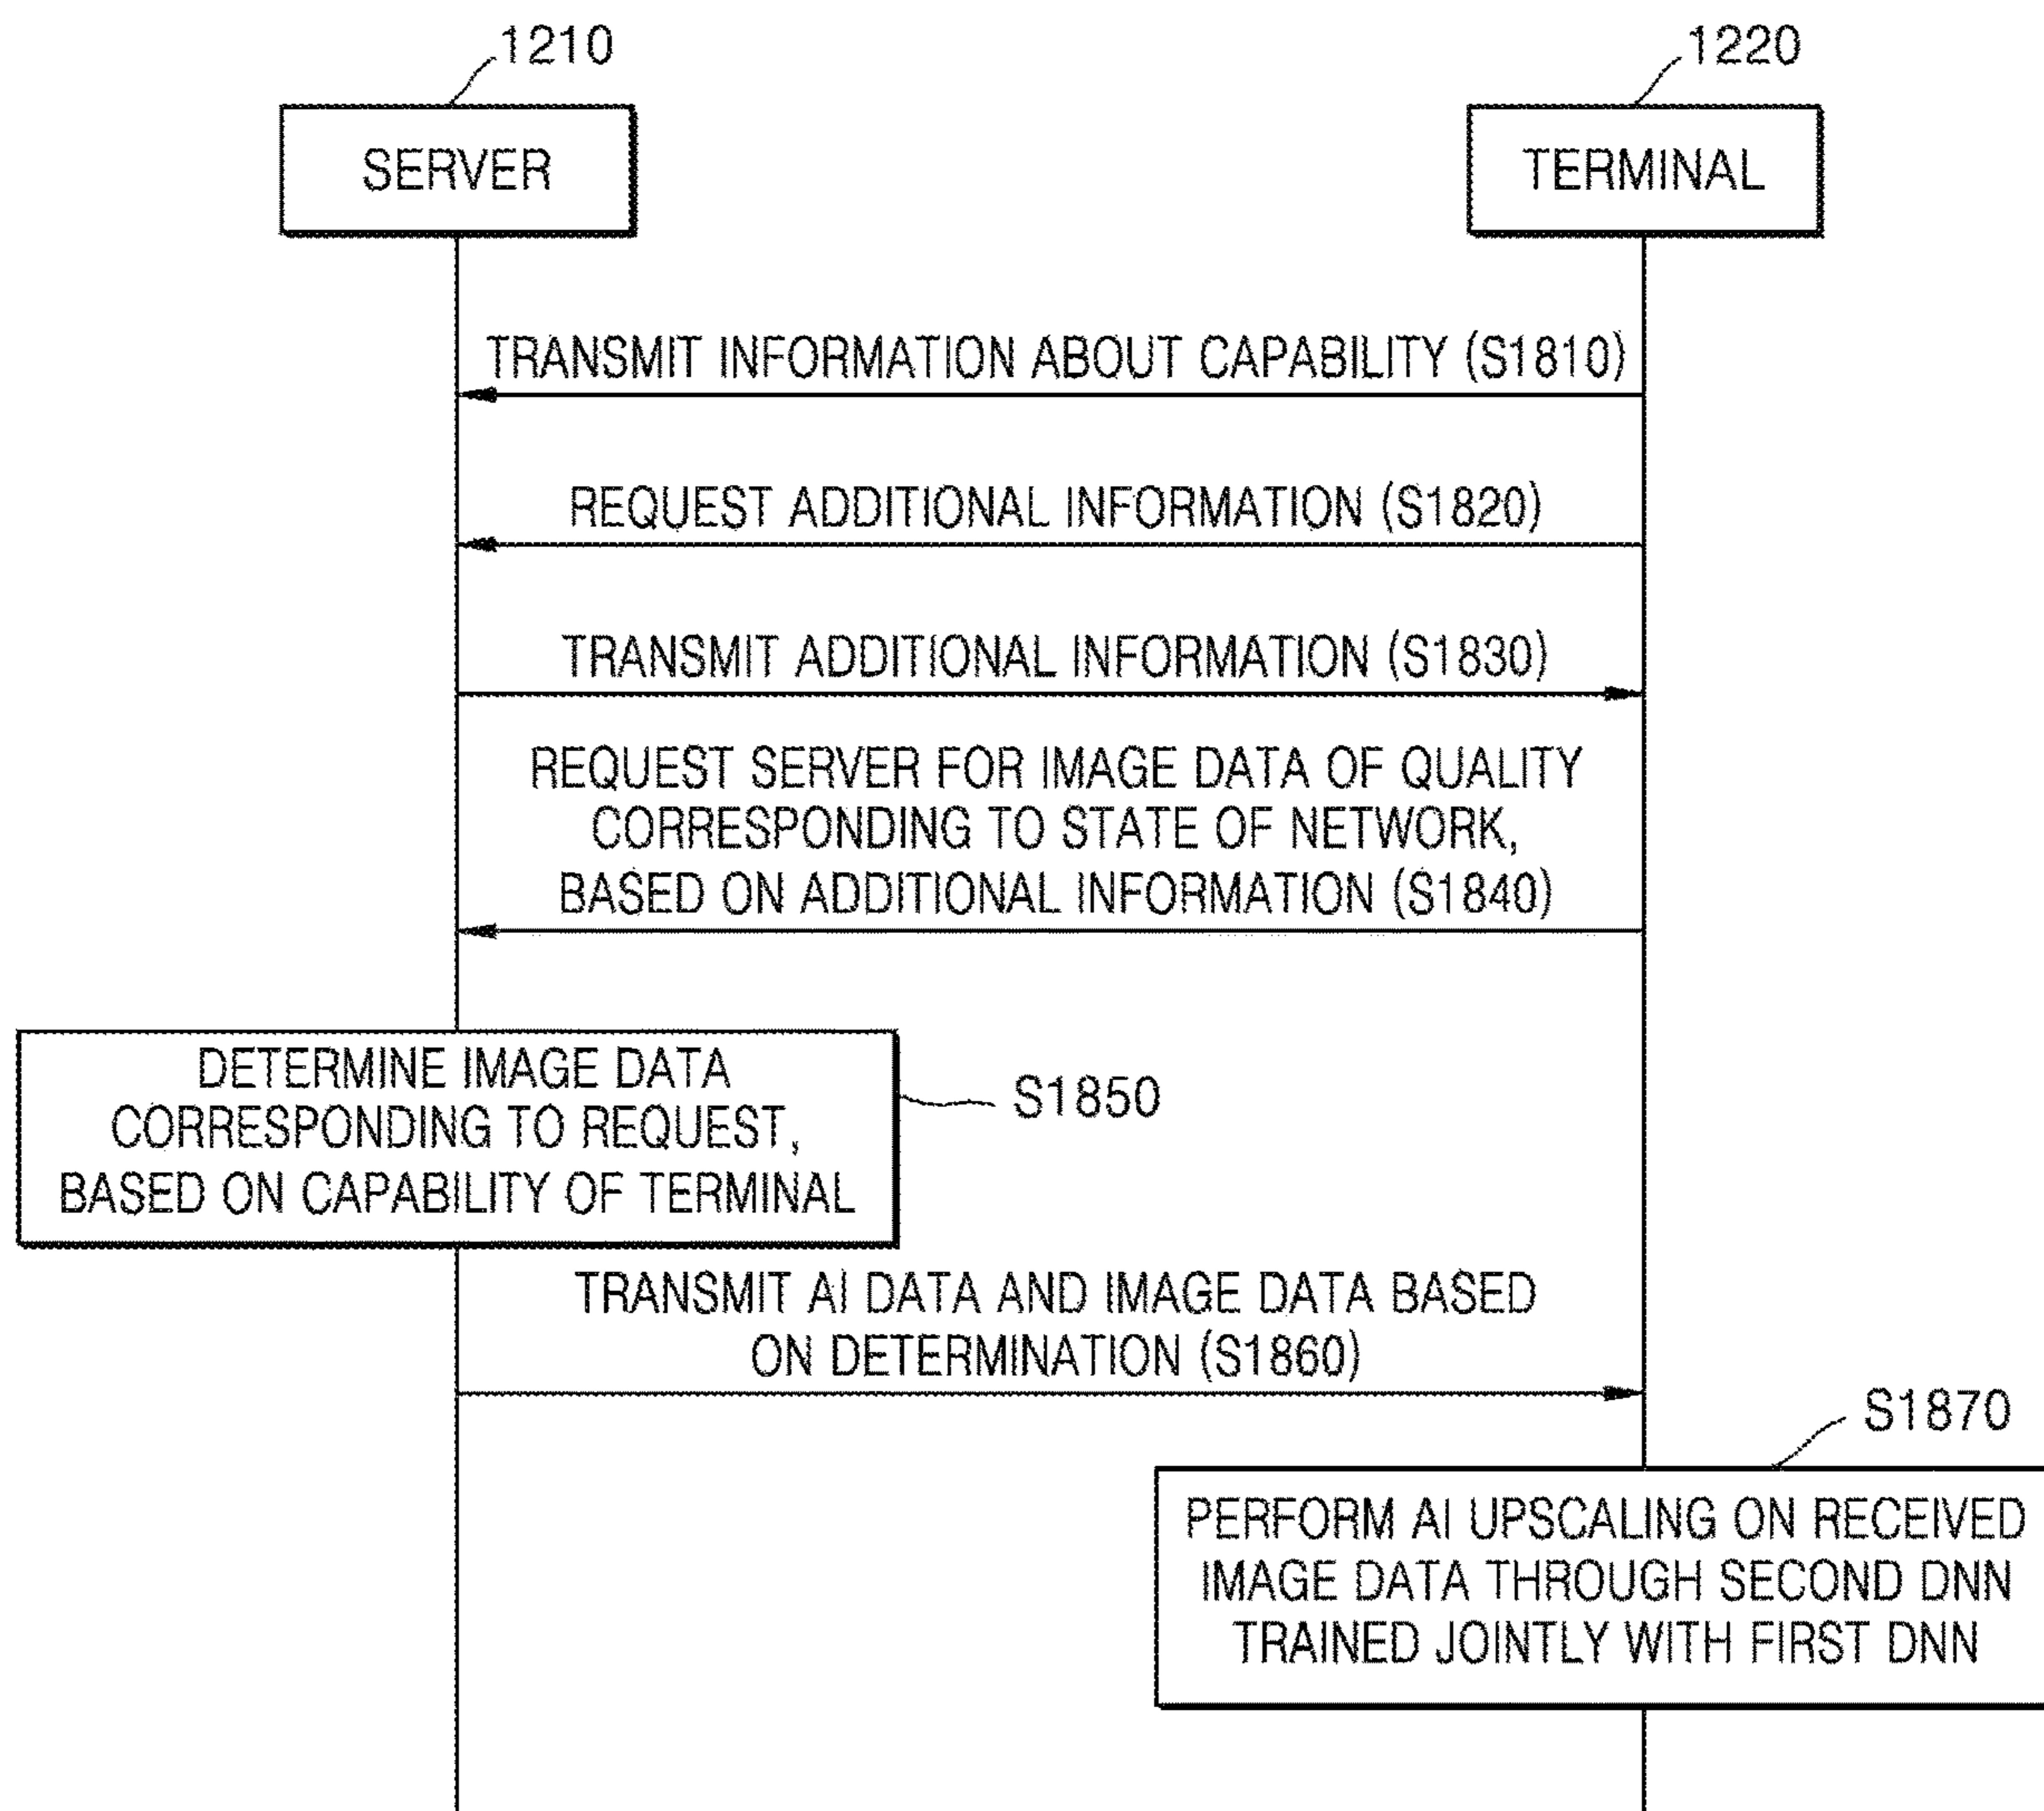 1210
1220
SERVER
TERMINAL
TRANSMIT INFORMATION ABOUT CAPABILITY (S1810)
REQUEST ADDITIONAL INFORMATION (S1820)
TRANSMIT ADDITIONAL INFORMATION (S1830)
REQUEST SERVER FOR IMAGE DATA OF QUALITY
CORRESPONDING TO STATE OF NETWORK,
BASED ON ADDITIONAL INFORMATION (S1840)
DETERMINE IMAGE DATA
CORRESPONDING TO REQUEST,
BASED ON CAPABILITY OF TERMINAL
S1850
TRANSMIT AI DATA AND IMAGE DATA BASED
ON DETERMINATION (S1860)
S1870
PERFORM AI UPSCALING ON RECEIVED
IMAGE DATA THROUGH SECOND DNN
TRAINED JOINTLY WITH FIRST DNN